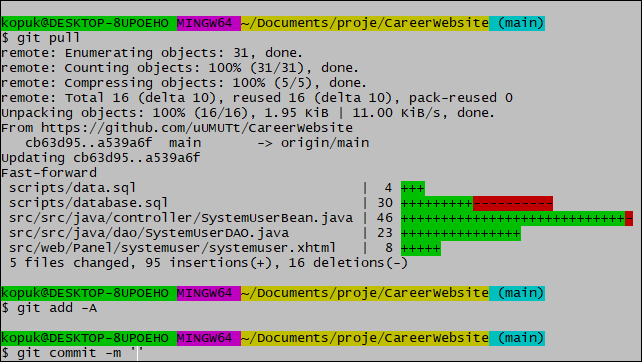 kopuk@DESKTOP-8UPOEHO MINGW64 ~/Documents/proje/CareerWebsite (main)
$ git pull
remote: Enumerating objects: 31, done.
remote: Counting objects: 100% (31/31), done.
remote: Compressing objects: 100% (5/5), done.
remote: Total 16 (delta 10), reused 16 (delta 10), pack-reused 0
Unpacking objects: 100% (16/16), 1.95 KiB | 11.00 KiB/s, done.
From https://github.com/uUMUTt/CareerWebsite
   cb63d95..a539a6f  main       -> origin/main
Updating cb63d95..a539a6f
Fast-forward
 scripts/data.sql                             |  4 +++
 scripts/database.sql                         | 30 +++++++++----------
 src/src/java/controller/SystemUserBean.java | 46 ++++++++++++++++++++++++++++-
 src/src/java/dao/SystemUserDAO.java          | 23 +++++++++++++++
 src/web/Panel/systemuser/systemuser.xhtml    |  8 +++++
 5 files changed, 95 insertions(+), 16 deletions(-)
kopuk@DESKTOP-8UPOEHO MINGW64 ~/Documents/proje/CareerWebsite (main)
$ git add -A
kopuk@DESKTOP-8UPOEHO MINGW64 ~/Documents/proje/CareerWebsite (main)
$ git commit -m ''